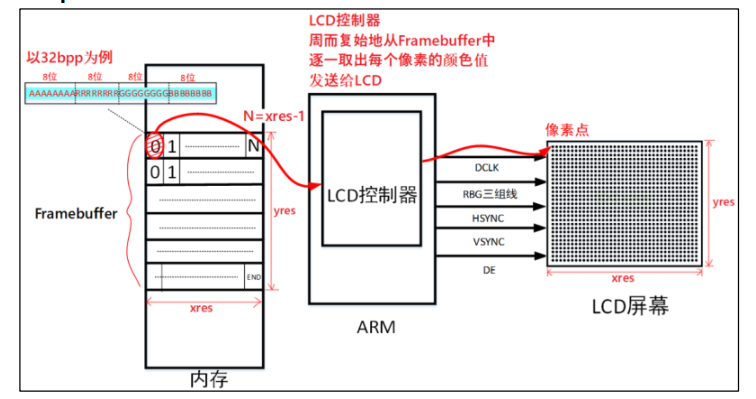 LCD控制器
周而复始地从Framebuffer中
逐一取出每个像素的颜色值
发送给LCD
以32bpp为例
8位 8位 8位 8位
AAAAAAAARRRRRRRRGGGGGGGGBBBBBBBB
N=xres-1
0 1 N
0 1
END
Framebuffer
yres
xres
内存
LCD控制器
ARM
DCLK
RBG三组线
HSYNC
VSYNC
DE
像素点
yres
xres
LCD屏幕